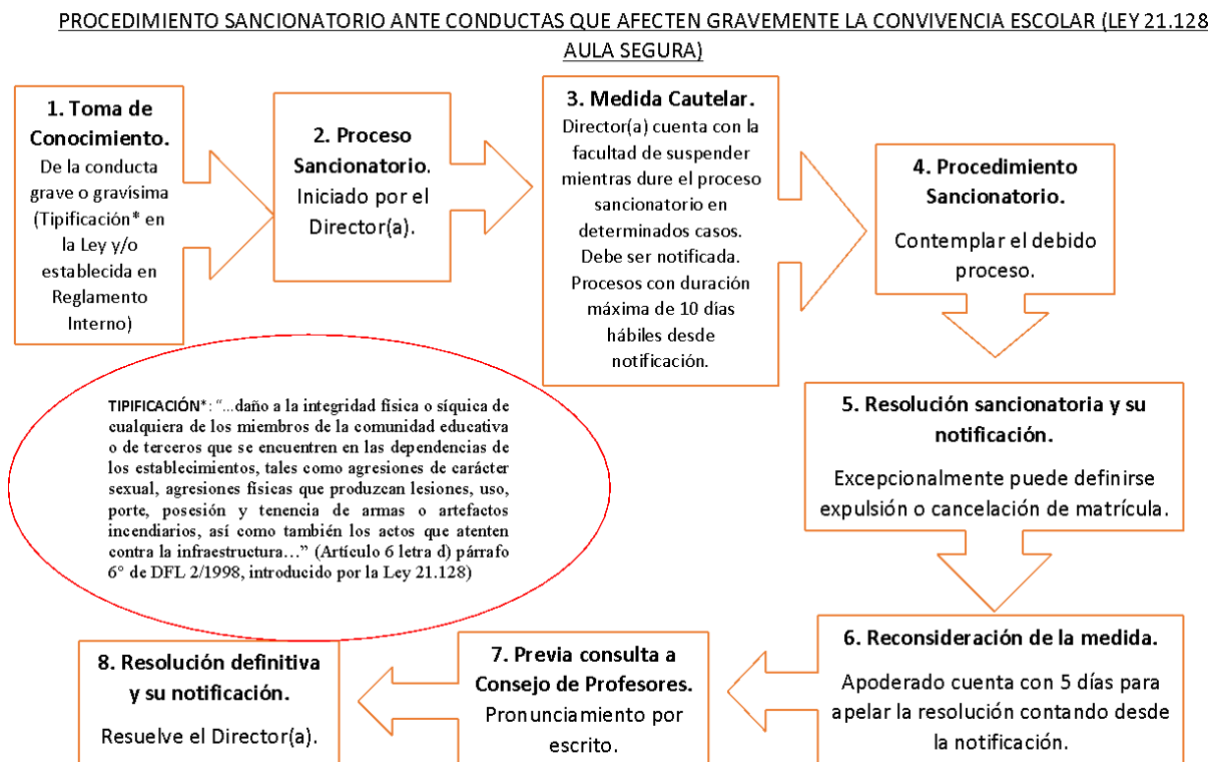 PROCEDIMIENTO SANCIONATORIO ANTE CONDUCTAS QUE AFECTEN GRAVEMENTE LA CONVIVENCIA ESCOLAR (LEY 21.128
AULA SEGURA)
1. Toma de
Conocimiento.
De la conducta
grave o gravísima
(Tipificación* en
la Ley y/o
establecida en
Reglamento
Interno)
2. Proceso
Sancionatorio.
Iniciado por el
Director(a).
3. Medida Cautelar.
Director(a) cuenta con la
facultad de suspender
mientras dure el proceso
sancionatorio en
determinados casos.
Debe ser notificada.
Procesos con duración
máxima de 10 días
hábiles desde
notificación.
4. Procedimiento
Sancionatorio.
Contemplar el debido
proceso.
TIPIFICACIÓN*: “...daño a la integridad física o síquica de
cualquiera de los miembros de la comunidad educativa
o de terceros que se encuentren en las dependencias de
los establecimientos, tales como agresiones de carácter
sexual, agresiones físicas que produzcan lesiones, uso,
porte, posesión y tenencia de armas o artefactos
incendiarios, así como también los actos que atenten
contra la infraestructura…” (Artículo 6 letra d) párrafo
6° de DFL 2/1998, introducido por la Ley 21.128)
5. Resolución sancionatoria y su
notificación.
Excepcionalmente puede definirse
expulsión o cancelación de matrícula.
6. Reconsideración de la medida.
Apoderado cuenta con 5 días para
apelar la resolución contando desde
la notificación.
7. Previa consulta a
Consejo de Profesores.
Pronunciamiento por
escrito.
8. Resolución definitiva
y su notificación.
Resuelve el Director(a).